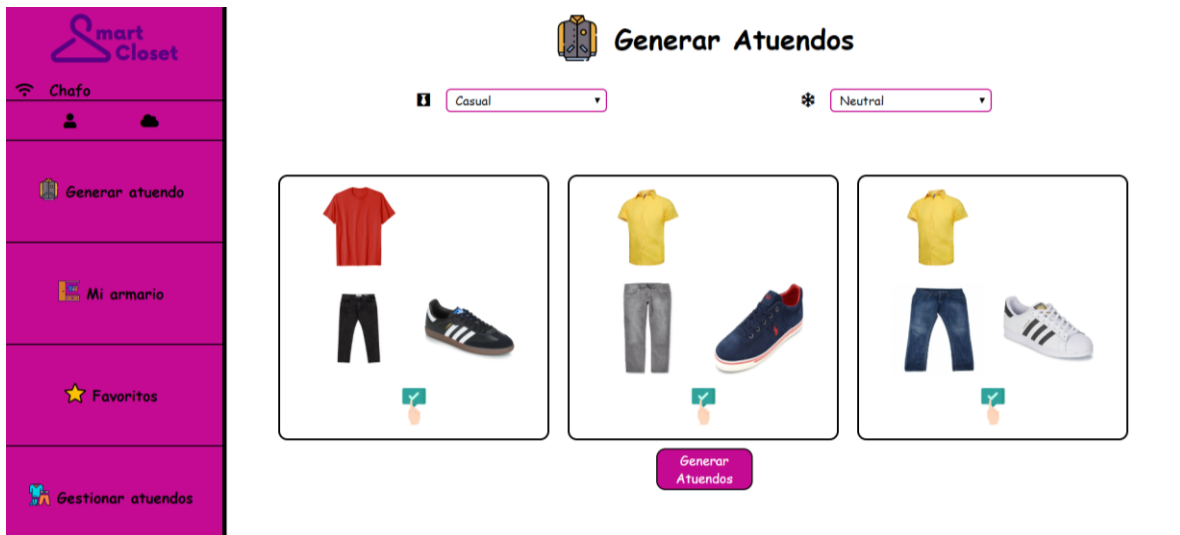 Smart
Closet
Chafo
Generar atuendo
Mi armario
Favoritos
Gestionar atuendos
Generar Atuendos
Casual
Neutral
Generar
Atuendos